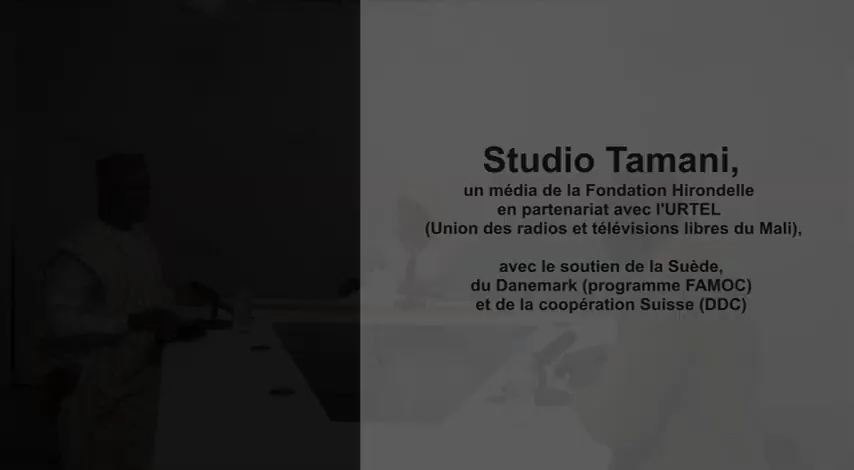 Studio Tamani,
un média de la Fondation Hirondelle
en partenariat avec l'URTEL
(Union des radios et télévisions libres du Mali),
avec le soutien de la Suède,
du Danemark (programme FAMOC)
et de la coopération Suisse (DDC)